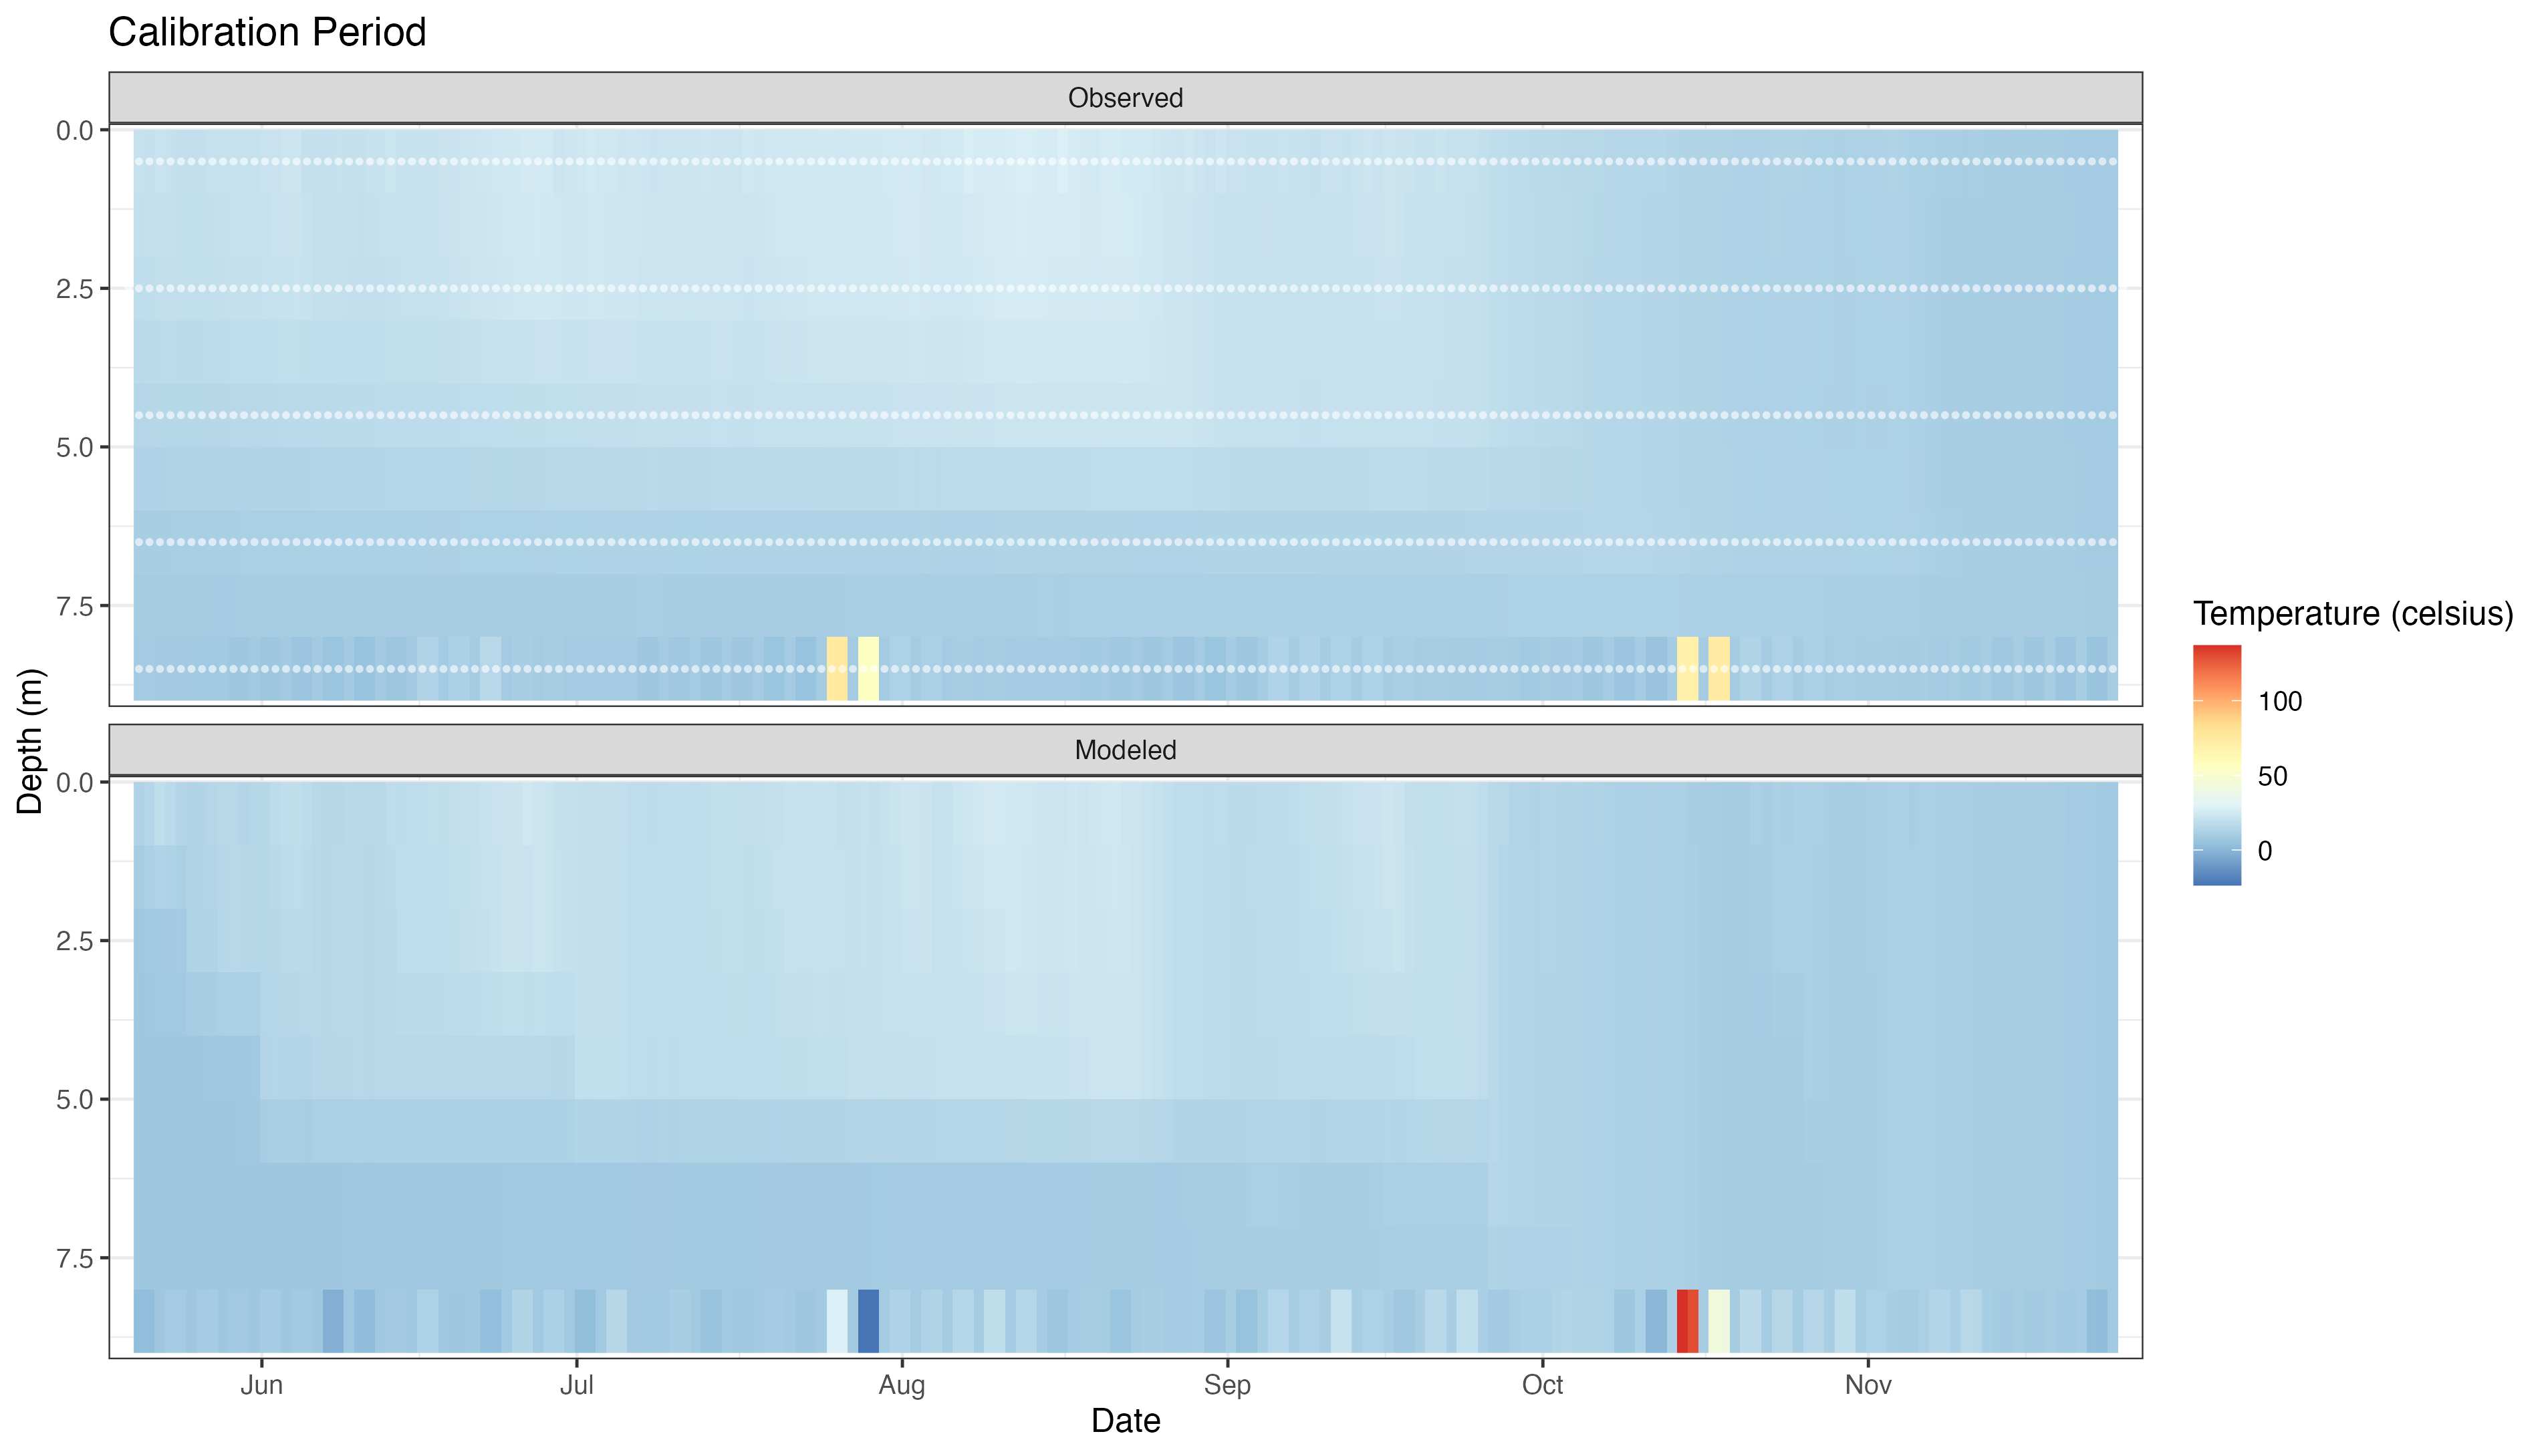 Calibration Period
Observed
0.0
2.5
5.0
7.5
Modeled
0.0
2.5
5.0
7.5
Depth (m)
Jun Jul Aug Sep Oct Nov
Date
Temperature (celsius)
100
50
0